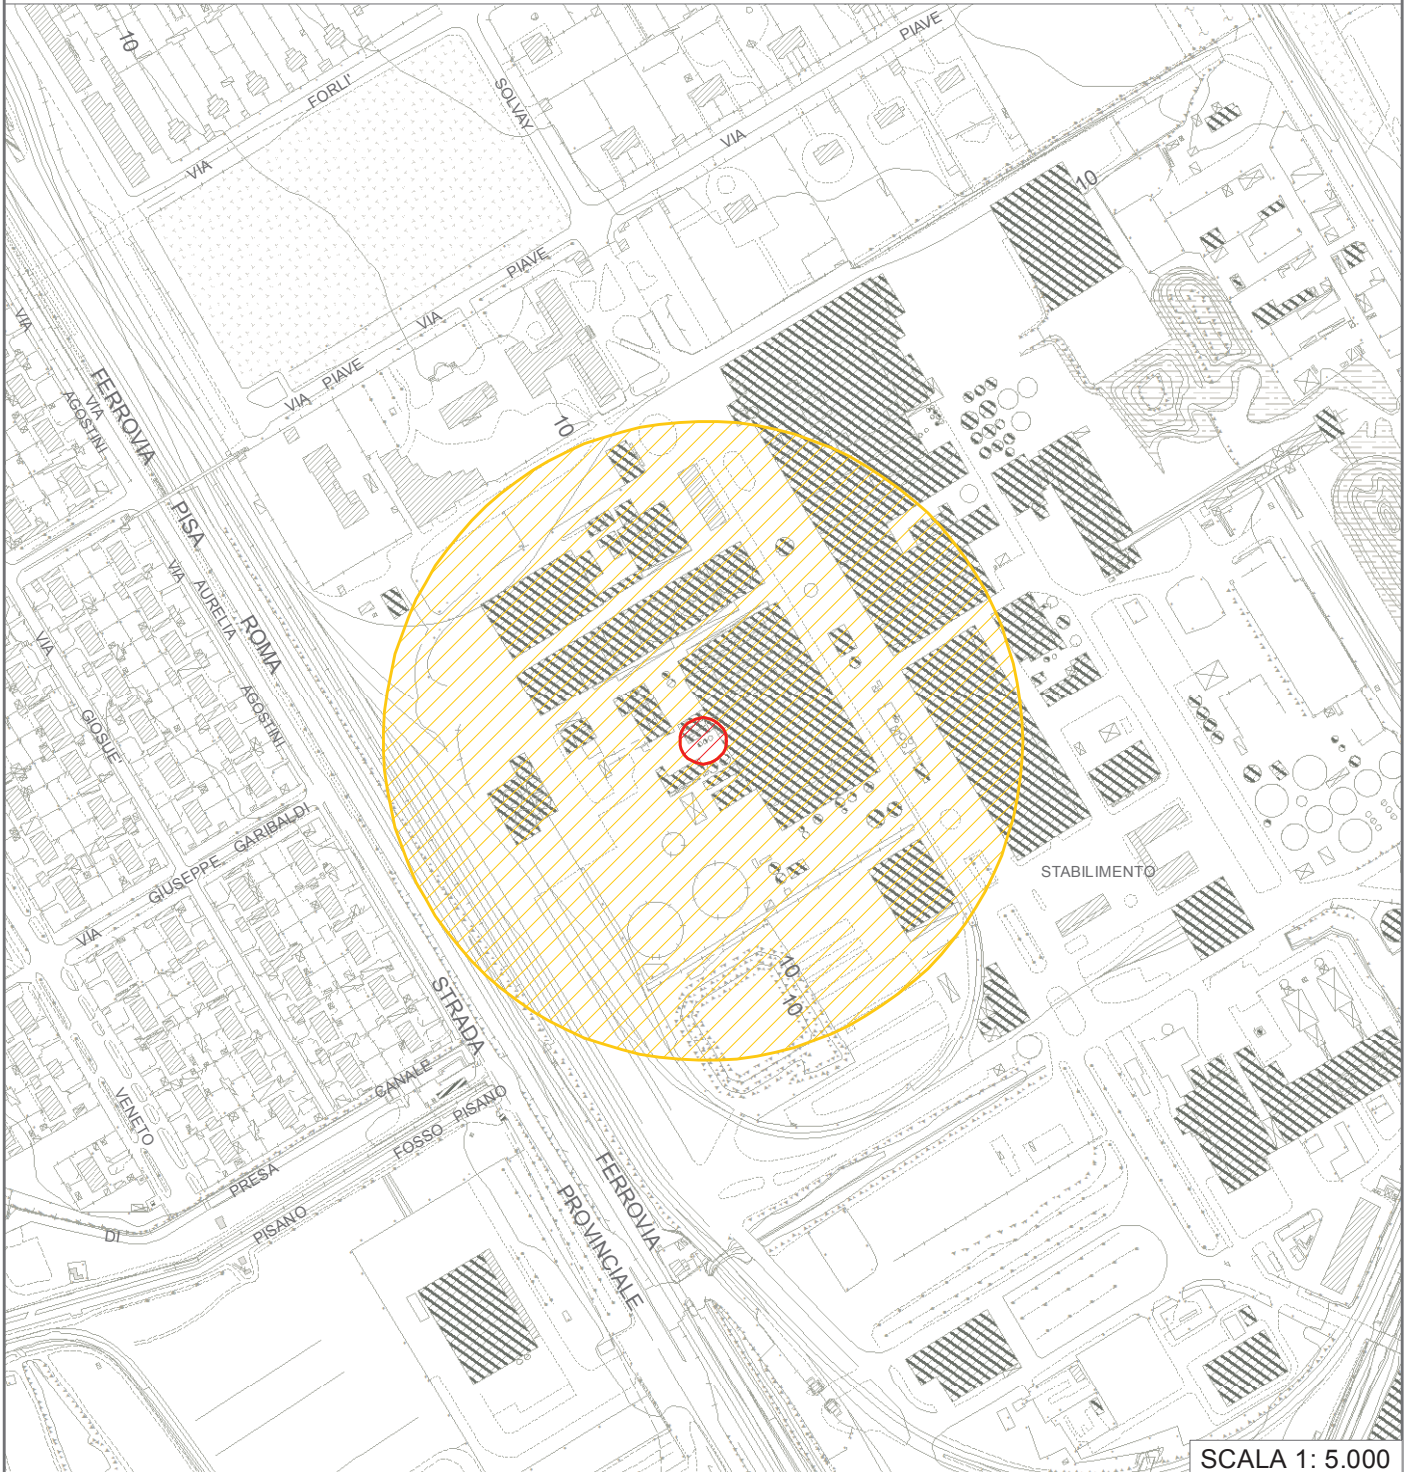 10
FORLI'
VIA
SOLVAY
PIAVE
VIA
10
PIAVE
VIA
PIAVE
VIA
VIA
FERROVIA
VIA
AGOSTINI
10
PISA
VIA
AURELIA
ROMA
AGOSTINI
VIA
GIOSUE'
GARIBALDI
GIUSEPPE
VIA
STABILIMENTO
10
10
STRADA
CANALE
VENETO
FOSSO
PISANO
PRESA
PISANO
DI
FERROVIA
PROVINCIALE
SCALA 1: 5.000